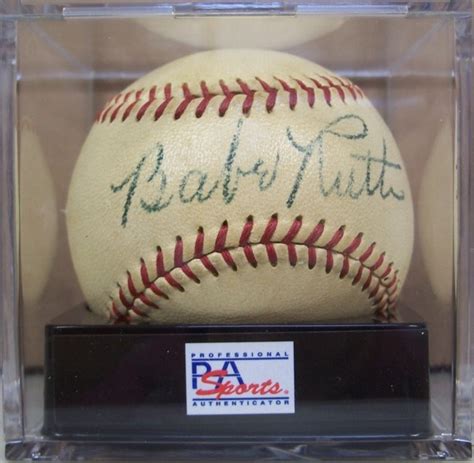 Babe Ruth
PROFESSIONAL
PSA
Sports®
AUTHENTICATOR